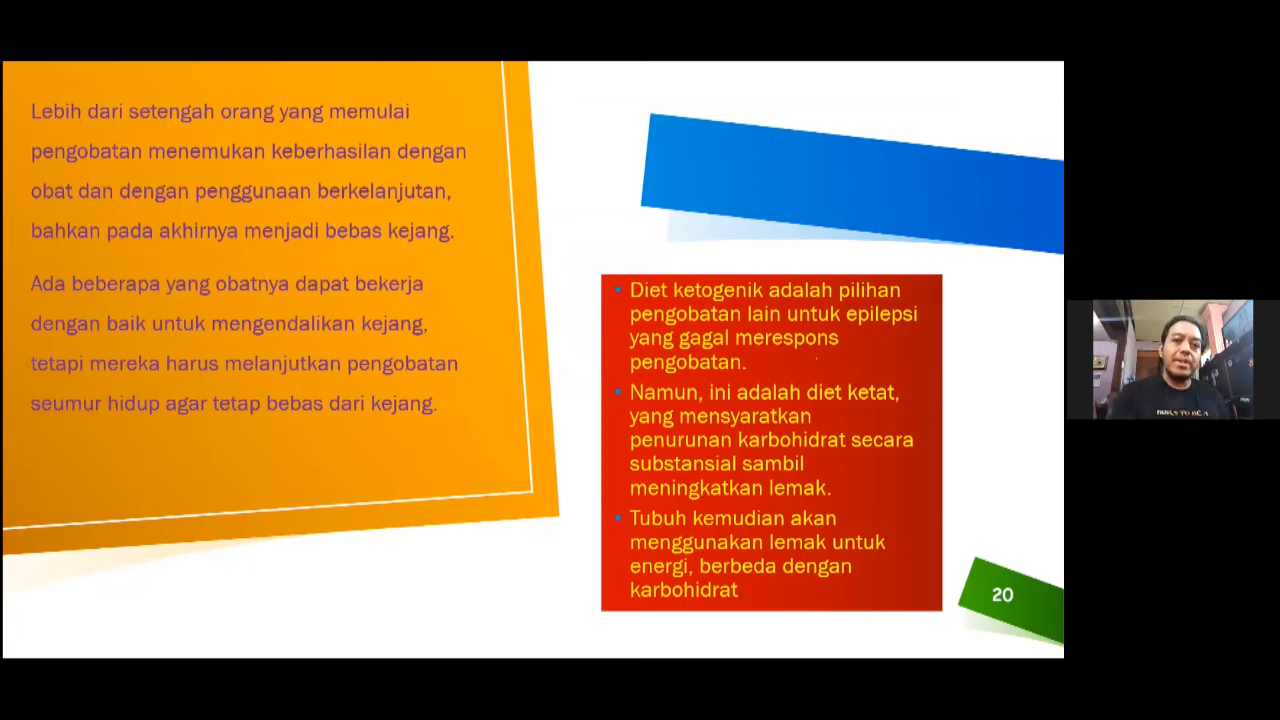 Lebih dari setengah orang yang memulai
pengobatan menemukan keberhasilan dengan
obat dan dengan penggunaan berkelanjutan,
bahkan pada akhirnya menjadi bebas kejang.
Ada beberapa yang obatnya dapat bekerja
dengan baik untuk mengendalikan kejang,
tetapi mereka harus melanjutkan pengobatan
seumur hidup agar tetap bebas dari kejang.
• Diet ketogenik adalah pilihan
pengobatan lain untuk epilepsi
yang gagal merespons
pengobatan.
• Namun, ini adalah diet ketat,
yang mensyaratkan
penurunan karbohidrat secara
substansial sambil
meningkatkan lemak.
• Tubuh kemudian akan
menggunakan lemak untuk
energi, berbeda dengan
karbohidrat
20